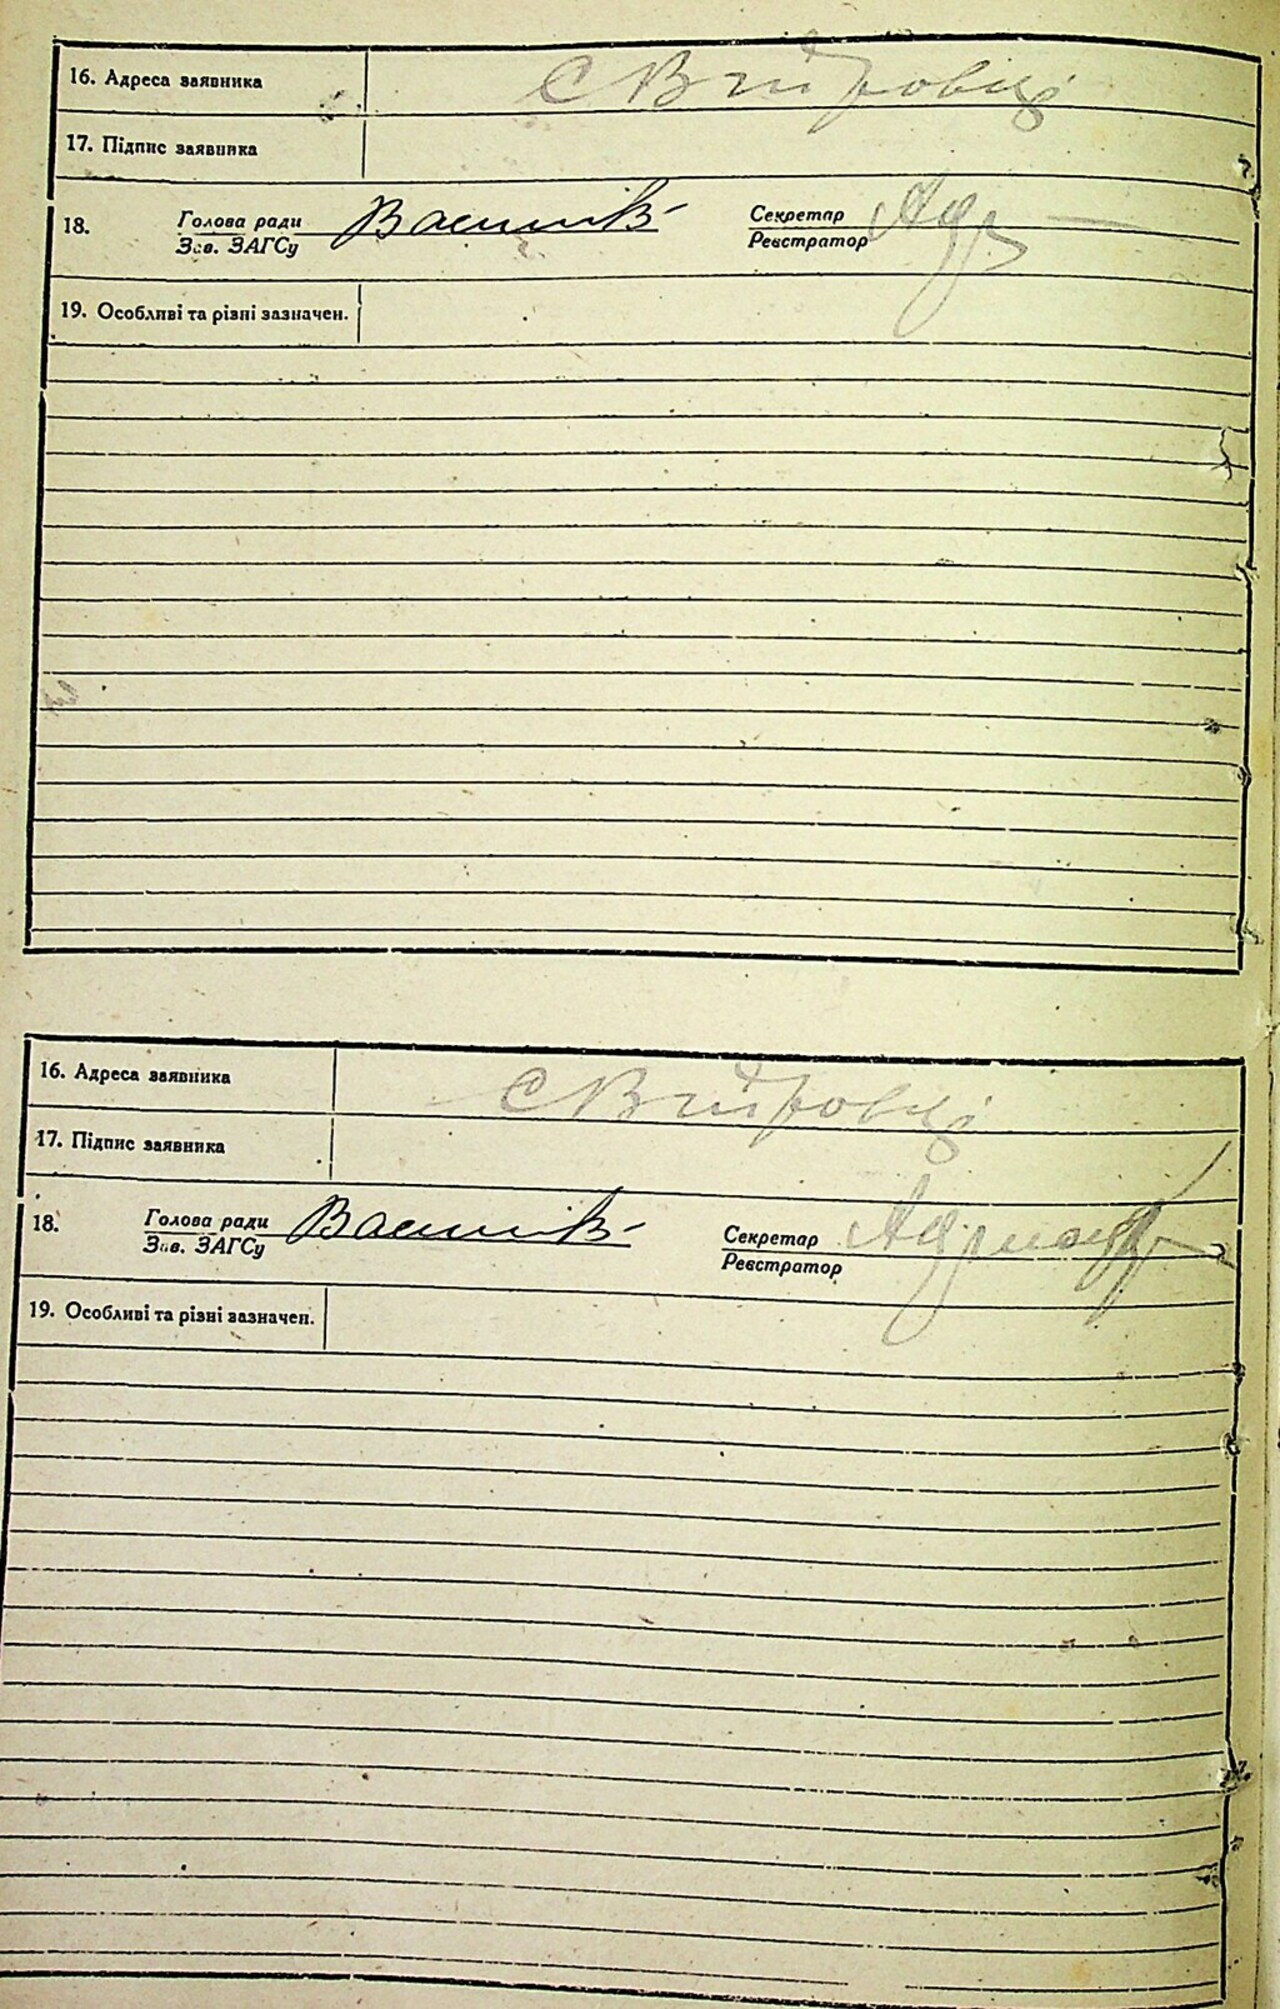 16. Адреса заявника С Вітровці
17. Підпис заявника
18. Голова ради Секретар
Зав. ЗАГСу Реєстратор
19. Особливі та різні зазначен.
16. Адреса заявника С Вітровці
17. Підпис заявника
18. Голова ради Секретар
Зав. ЗАГСу Реєстратор
19. Особливі та різні зазначен.